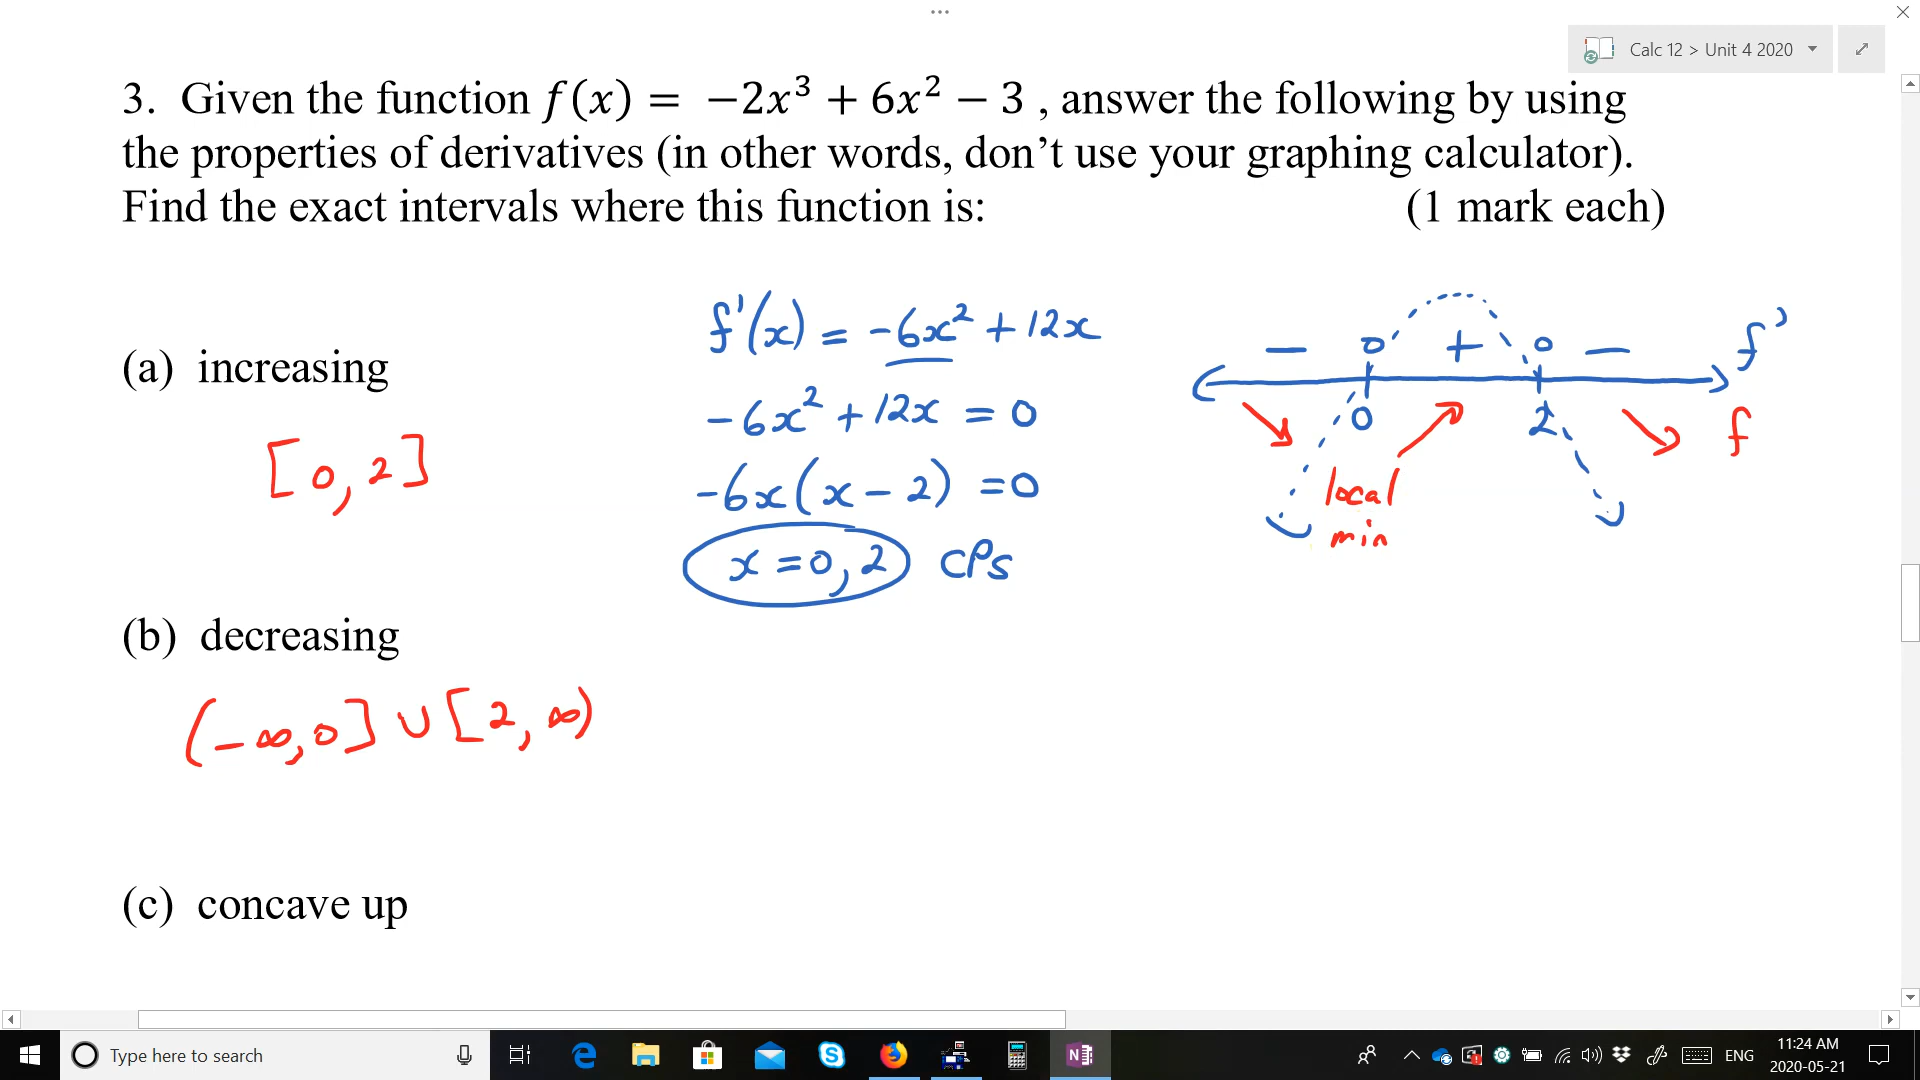 Calc 12 > Unit 4 2020
3. Given the function f(x) = −2x³ + 6x² − 3 , answer the following by using
the properties of derivatives (in other words, don’t use your graphing calculator).
Find the exact intervals where this function is: (1 mark each)
(a) increasing
[0, 2]
f'(x) = -6x² + 12x
-6x² + 12x = 0
-6x(x - 2) = 0
x = 0, 2 CPs
− 0 + 0 − f'
0 2 f
local
min
(b) decreasing
(-∞, 0] ∪ [2, ∞)
(c) concave up
Type here to search
ENG
11:24 AM
2020-05-21